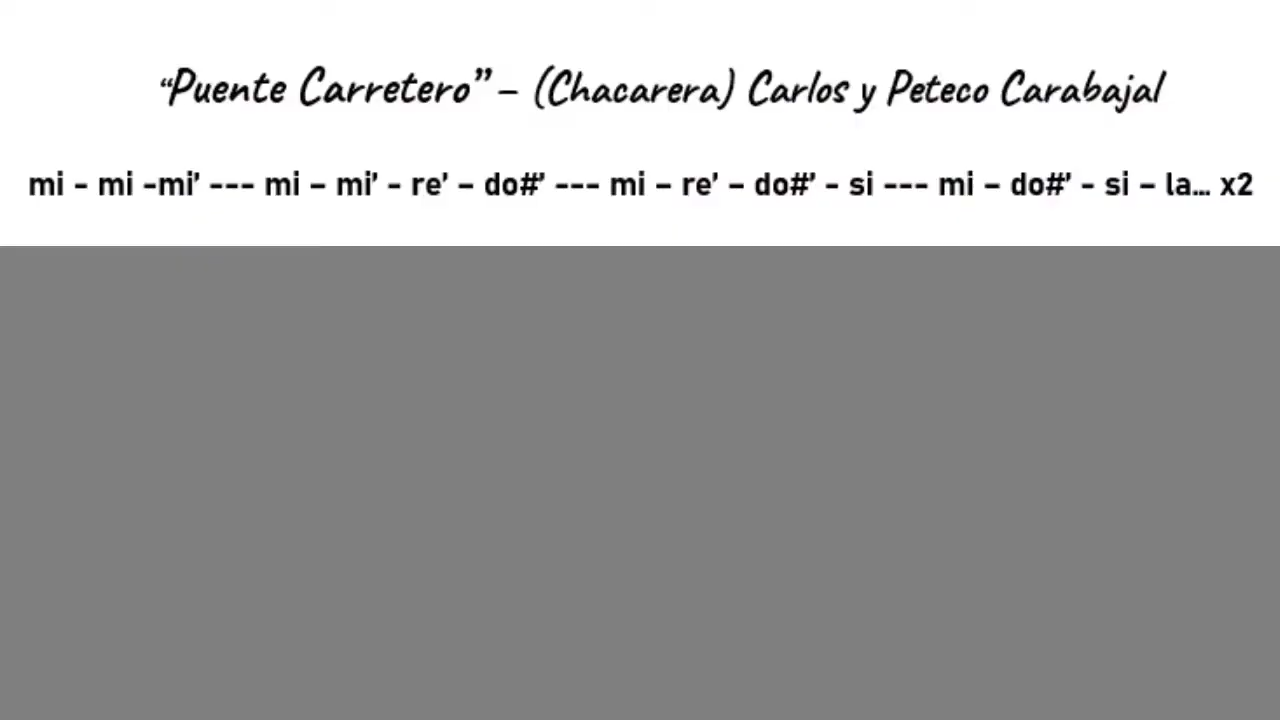 “Puente Carretero” – (Chacarera) Carlos y Peteco Carabajal
mi - mi -mi’ --- mi – mi’ - re’ – do#’ --- mi – re’ – do#’ - si --- mi – do#’ - si – la... x2